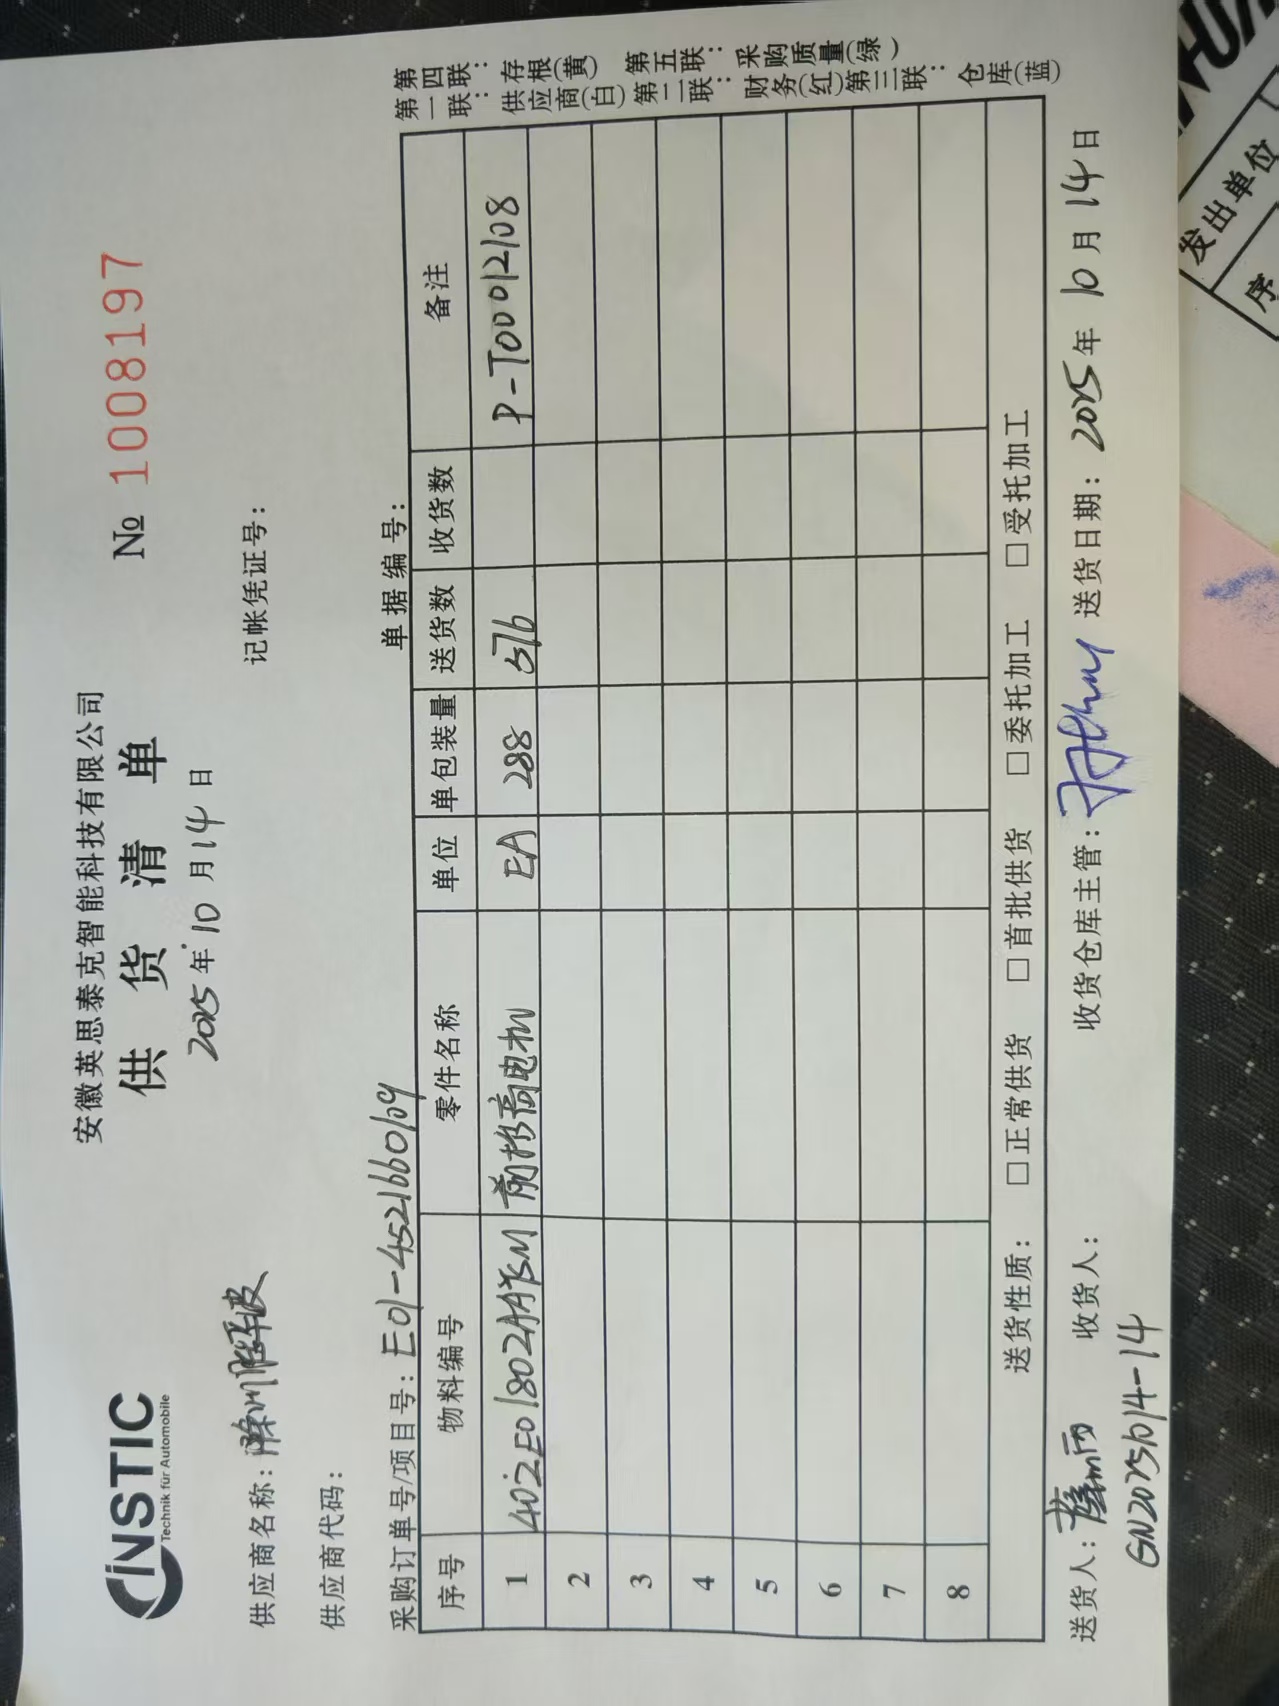 INSTIC
Technik für Automobile
安徽英思泰克智能科技有限公司
供货清单
№ 1008197
2025年10月14日
供应商名称：滁州胜波
记帐凭证号：
供应商代码：
采购订单号/项目号：E01-4521660109
单据编号：
序号 物料编号 零件名称 单位 单包装量 送货数 收货数 备注
1 402E01802AA EA 288 576 P-T00012108
2
3
4
5
6
7
8
送货性质： □正常供货 □首批供货 □委托加工 □受托加工
送货人： 收货人： 收货仓库主管： 送货日期：2025年10月14日
GN20251014-14
第四联：存根(黄) 第五联：采购质量(绿)
第一联：供应商(白) 第二联：财务(红) 第三联：仓库(蓝)
发出单位
序